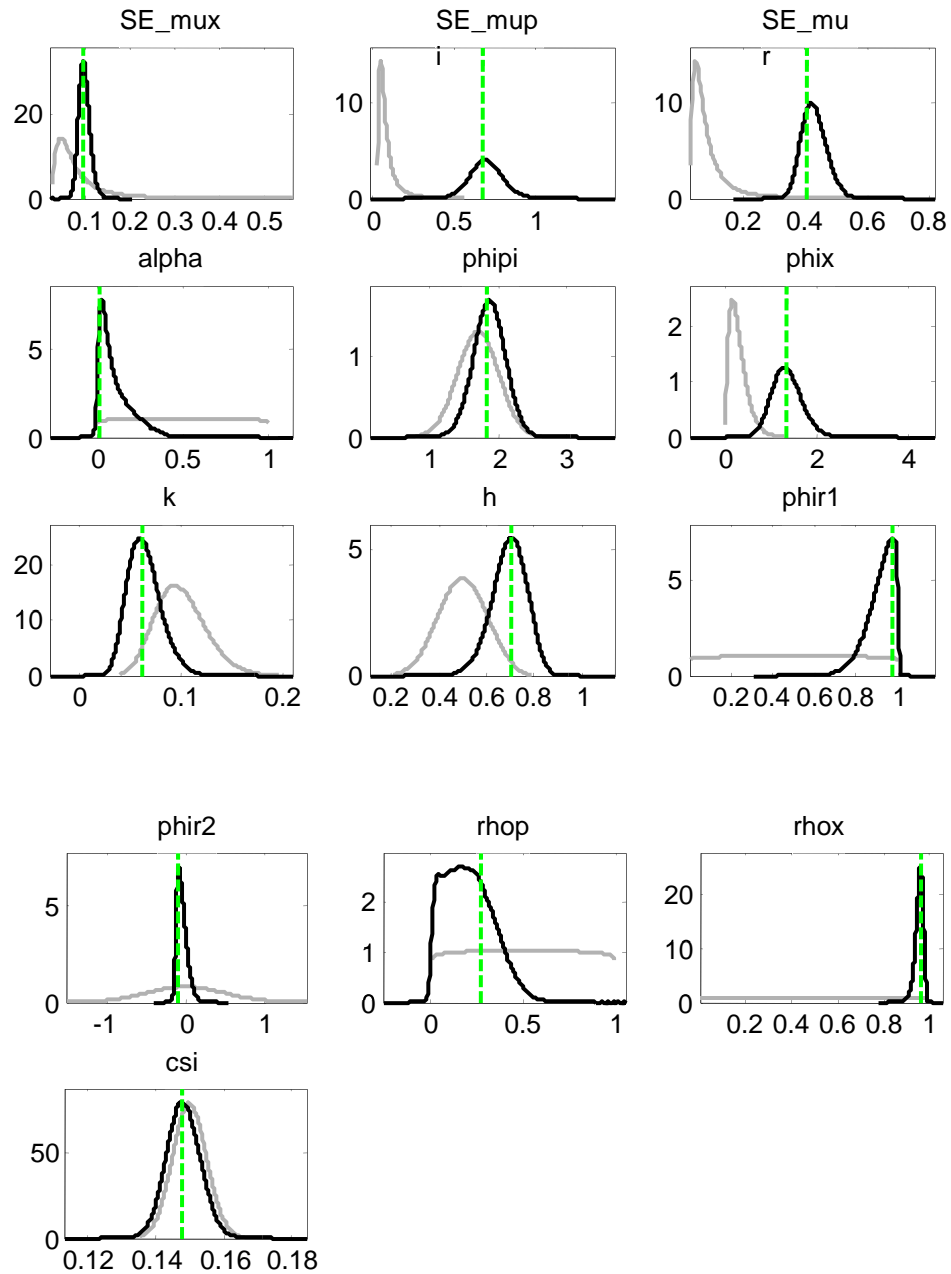 SE_mux SE_mup SE_mu
i r
20
0
10
0
10
0
0.1 0.2 0.3 0.4 0.5
0 0.5 1
0.2 0.4 0.6 0.8
alpha phipi phix
5
0
1
0
2
1
0
0 0.5 1
1 2 3
0 2 4
k h phir1
20
10
0
5
0
5
0
0 0.1 0.2
0.2 0.4 0.6 0.8 1
0.2 0.4 0.6 0.8 1
phir2 rhop rhox
5
0
2
1
0
20
10
0
-1 0 1
0 0.5 1
0.2 0.4 0.6 0.8 1
csi
50
0
0.12 0.14 0.16 0.18